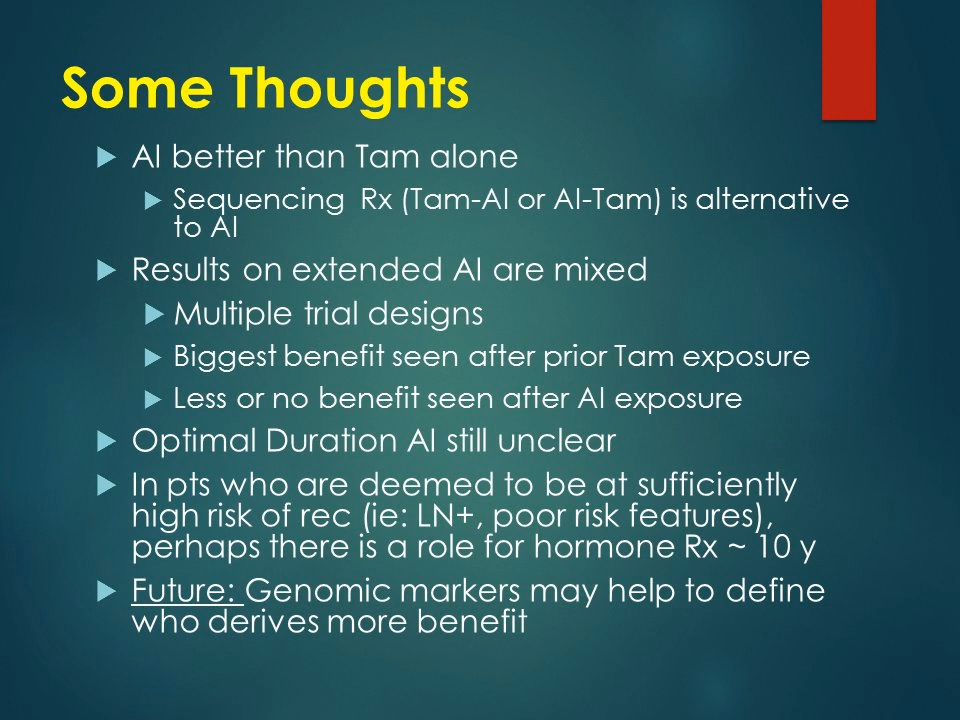 Some Thoughts
AI better than Tam alone
Sequencing Rx (Tam-AI or AI-Tam) is alternative
to AI
Results on extended AI are mixed
Multiple trial designs
Biggest benefit seen after prior Tam exposure
Less or no benefit seen after AI exposure
Optimal Duration AI still unclear
In pts who are deemed to be at sufficiently
high risk of rec (ie: LN+, poor risk features),
perhaps there is a role for hormone Rx ~ 10 y
Future: Genomic markers may help to define
who derives more benefit